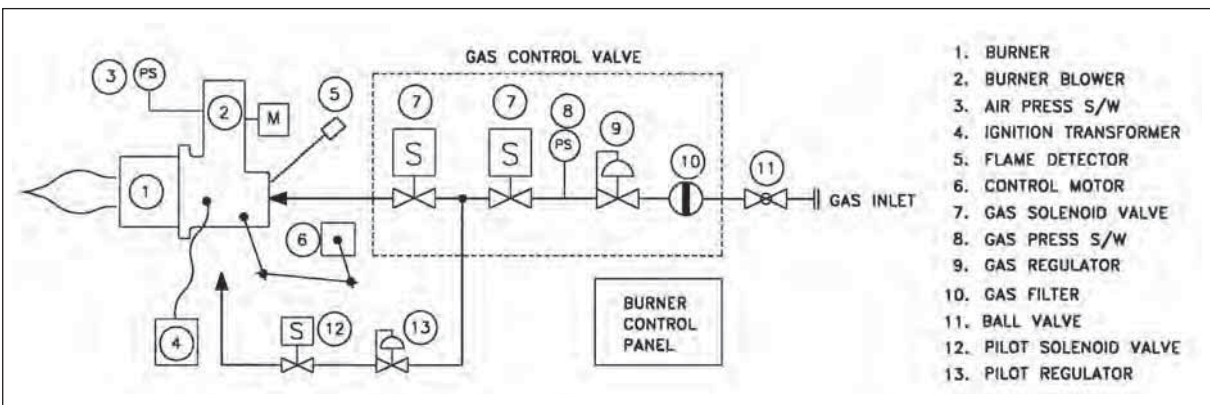 GAS CONTROL VALVE
3 PS
2
M
5
7
7
8
9
S
S
PS
10
11
1
GAS INLET
6
4
S 12
13
BURNER
CONTROL
PANEL
1. BURNER
2. BURNER BLOWER
3. AIR PRESS S/W
4. IGNITION TRANSFORMER
5. FLAME DETECTOR
6. CONTROL MOTOR
7. GAS SOLENOID VALVE
8. GAS PRESS S/W
9. GAS REGULATOR
10. GAS FILTER
11. BALL VALVE
12. PILOT SOLENOID VALVE
13. PILOT REGULATOR